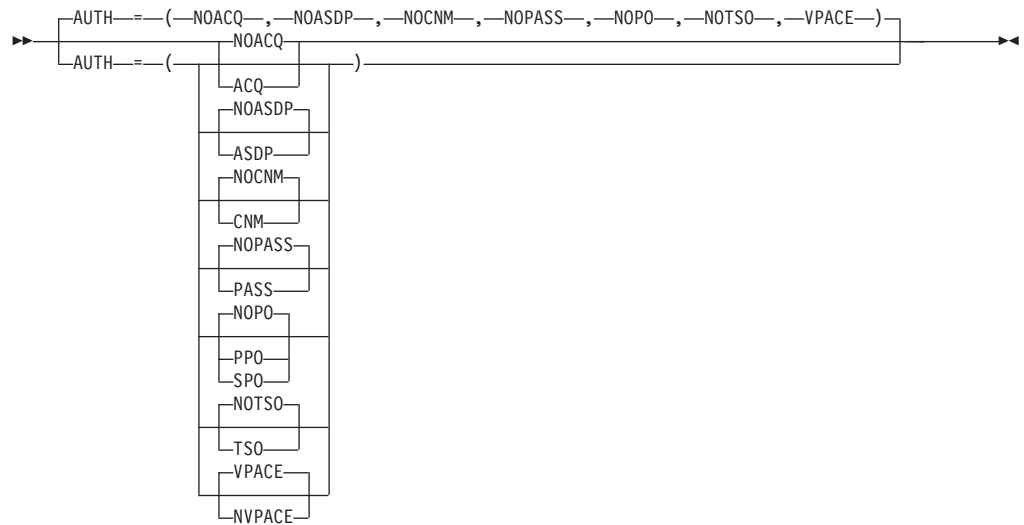 AUTH = ( NOACQ , NOASDP , NOCNM , NOPASS , NOPO , NOTSO , VPACE )
NOACQ
AUTH = ( )
ACQ
NOASDP
ASDP
NOCNM
CNM
NOPASS
PASS
NOPO
PPO
SPO
NOTSO
TSO
VPACE
NVPACE